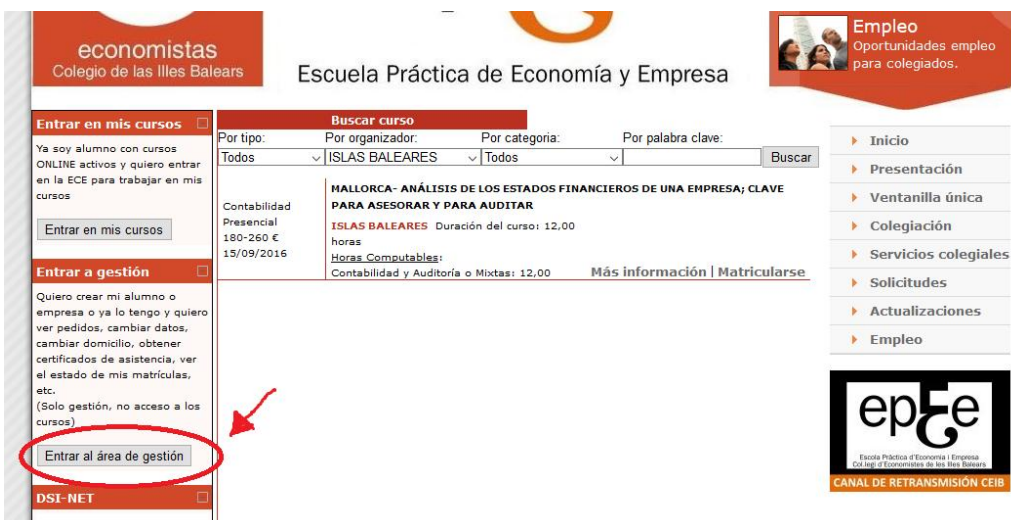 economistas
Colegio de las Illes Balears
Escuela Práctica de Economía y Empresa
Empleo
Oportunidades empleo
para colegiados.
Entrar en mis cursos
Ya soy alumno con cursos
ONLINE activos y quiero entrar
en la ECE para trabajar en mis
cursos
Entrar en mis cursos
Entrar a gestión
Quiero crear mi alumno o
empresa o ya lo tengo y quiero
ver pedidos, cambiar datos,
cambiar domicilio, obtener
certificados de asistencia, ver
el estado de mis matrículas,
etc.
(Solo gestión, no acceso a los
cursos)
Entrar al área de gestión
DSI-NET
Buscar curso
Por tipo: Por organizador: Por categoria: Por palabra clave:
Todos ISLAS BALEARES Todos Buscar
Contabilidad
Presencial
180-260 €
15/09/2016
MALLORCA- ANÁLISIS DE LOS ESTADOS FINANCIEROS DE UNA EMPRESA; CLAVE
PARA ASESORAR Y PARA AUDITAR
ISLAS BALEARES Duración del curso: 12,00
horas
Horas Computables:
Contabilidad y Auditoría o Mixtas: 12,00
Más información | Matricularse
Inicio
Presentación
Ventanilla única
Colegiación
Servicios colegiales
Solicitudes
Actualizaciones
Empleo
epEe
Escola Pràctica d'Economia i Empresa
Col.legi d'Economistes de les Illes Balears
CANAL DE RETRANSMISIÓN CEIB